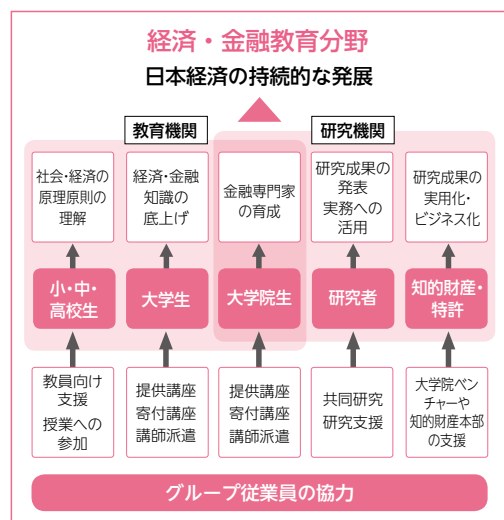 経済・金融教育分野
日本経済の持続的な発展
教育機関
研究機関
社会・経済の
原理原則の
理解
経済・金融
知識の
底上げ
金融専門家
の育成
研究成果の
発表
実務への
活用
研究成果の
実用化・
ビジネス化
小・中・
高校生
大学生
大学院生
研究者
知的財産・
特許
教員向け
支援
授業への
参加
提供講座
寄付講座
講師派遣
提供講座
寄付講座
講師派遣
共同研究
研究支援
大学院ベン
チャーや
知的財産本部
の支援
グループ従業員の協力